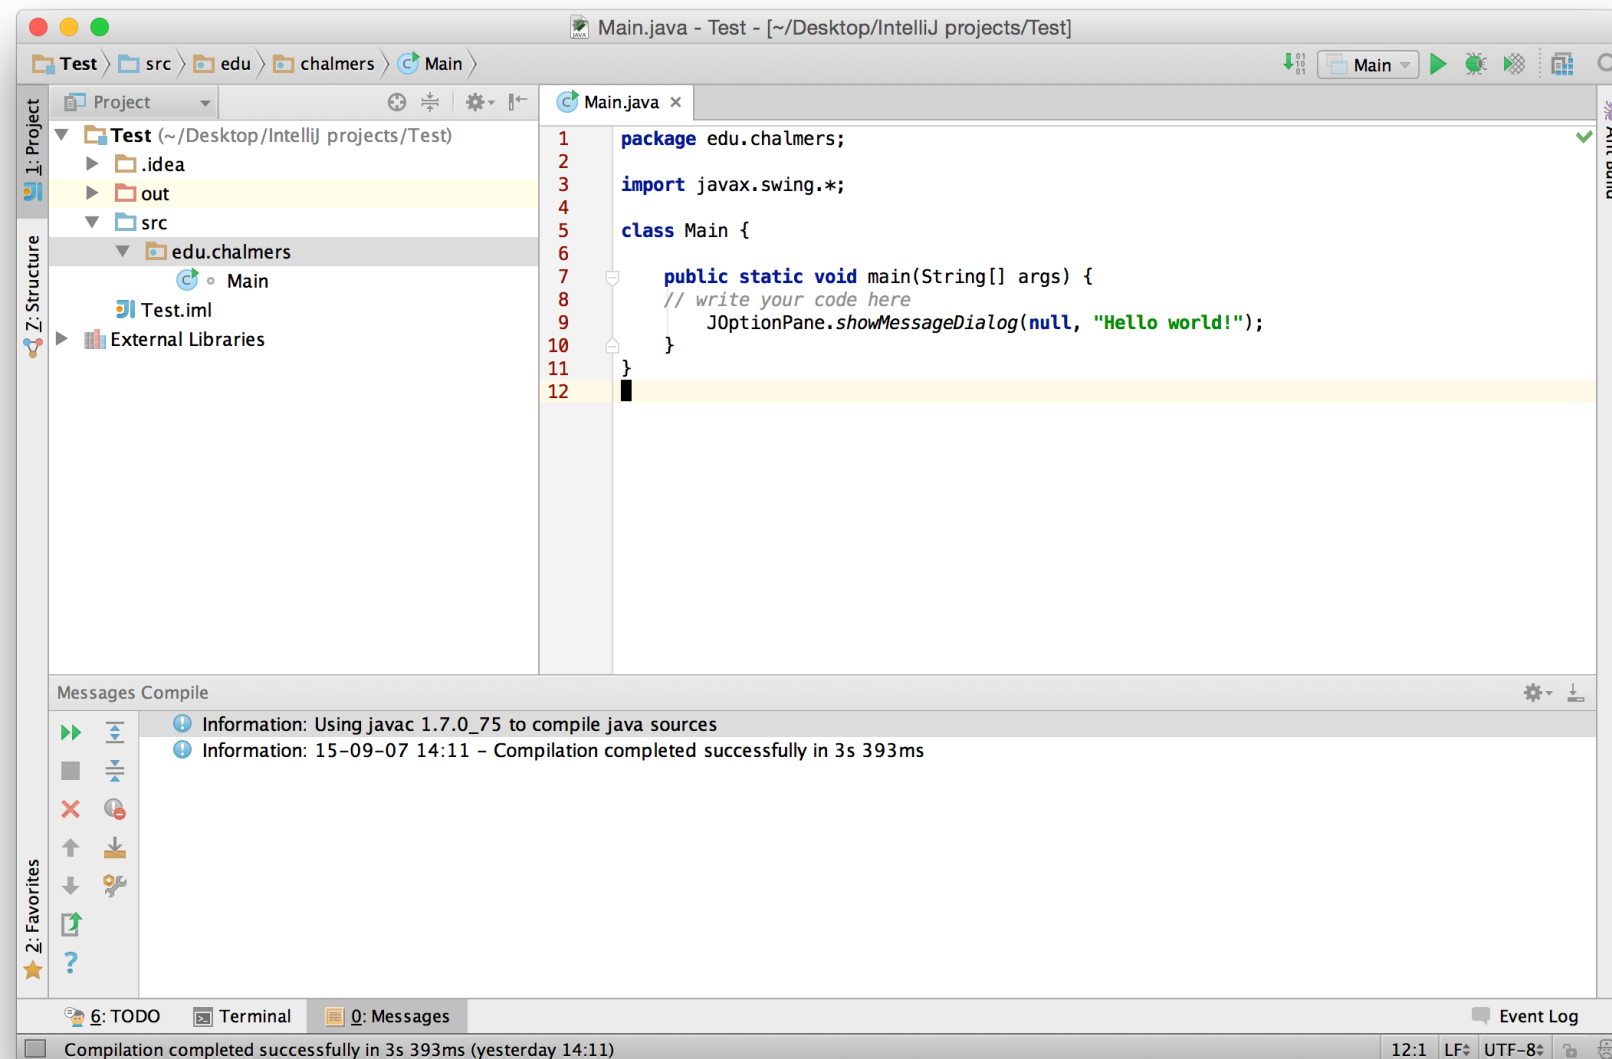 Main.java - Test - [~/Desktop/IntelliJ projects/Test]
Test src edu chalmers Main
Main
1: Project
Project
Main.java
Test (~/Desktop/IntelliJ projects/Test)
.idea
out
src
edu.chalmers
Main
Test.iml
External Libraries
Z: Structure
1 package edu.chalmers;
2
3 import javax.swing.*;
4
5 class Main {
6
7 public static void main(String[] args) {
8 // write your code here
9 JOptionPane.showMessageDialog(null, "Hello world!");
10 }
11 }
12
Messages Compile
Information: Using javac 1.7.0_75 to compile java sources
Information: 15-09-07 14:11 – Compilation completed successfully in 3s 393ms
2: Favorites
6: TODO Terminal 0: Messages Event Log
Compilation completed successfully in 3s 393ms (yesterday 14:11) 12:1 LF UTF-8